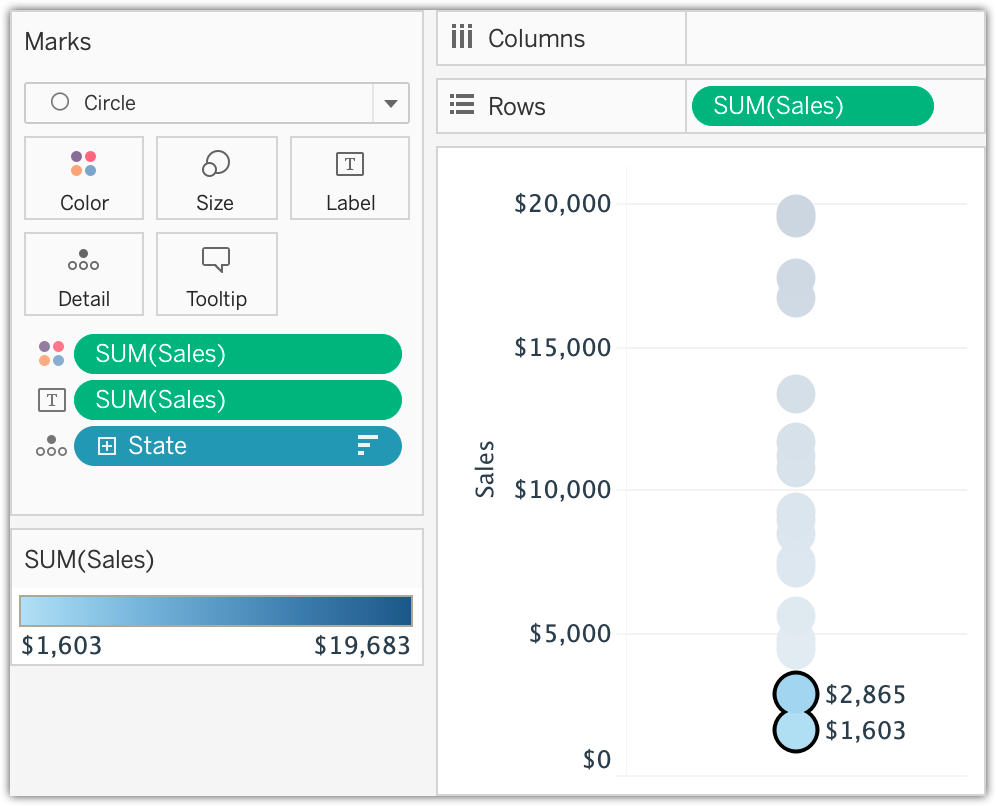 Marks
Circle
Color
Size
T
Label
Detail
Tooltip
SUM(Sales)
T
SUM(Sales)
State
SUM(Sales)
$1,603
$19,683
Columns
Rows
SUM(Sales)
Sales
$20,000
$15,000
$10,000
$5,000
$0
$2,865
$1,603